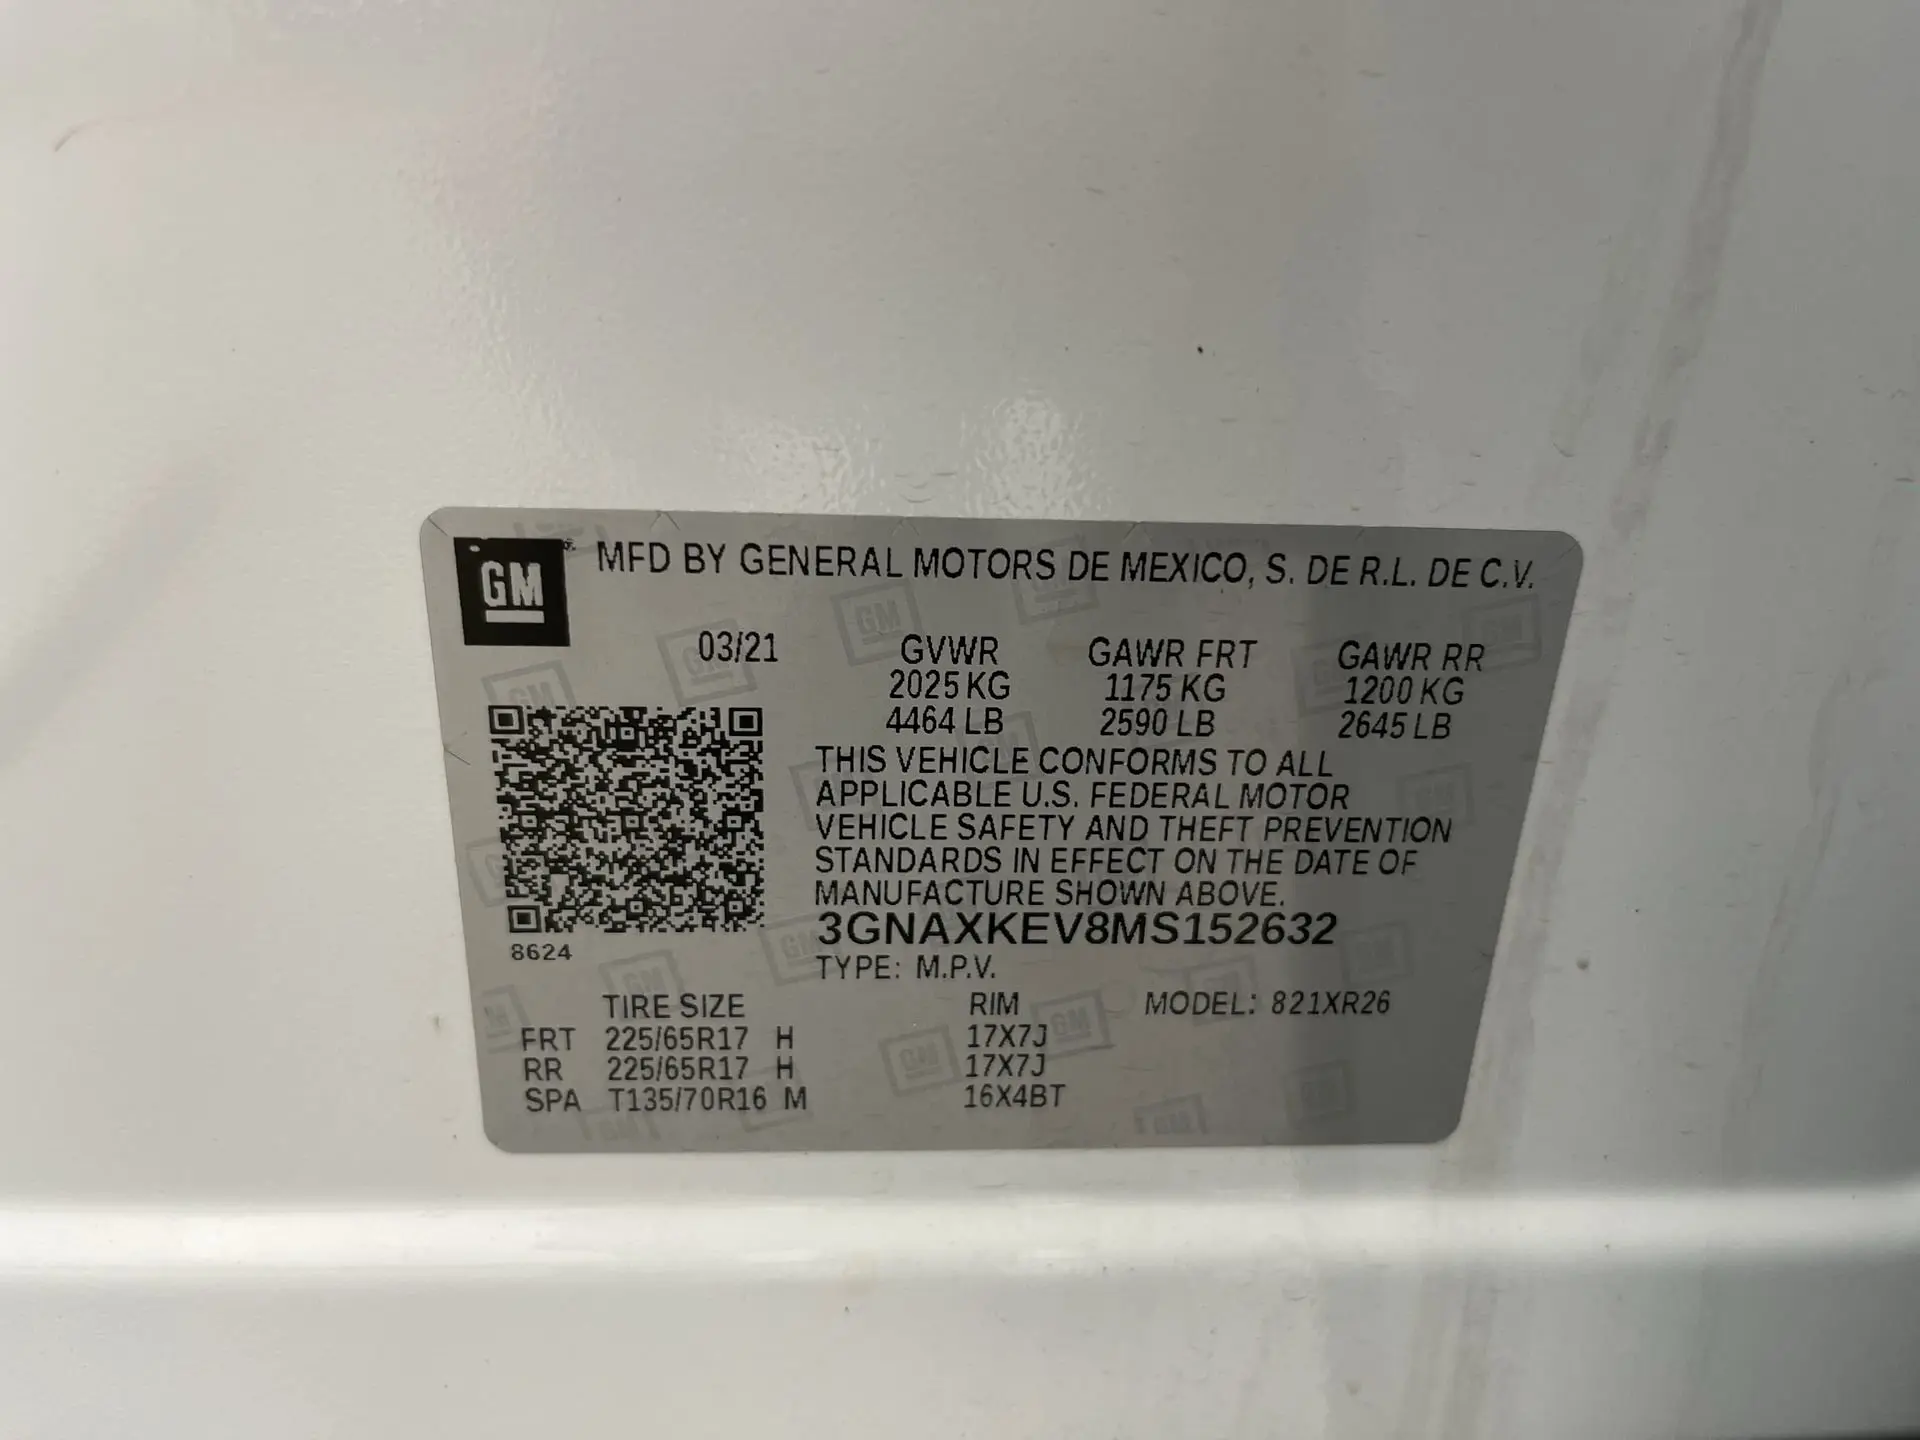 GM
MFD BY GENERAL MOTORS DE MEXICO, S. DE R.L. DE C.V.
03/21 GVWR GAWR FRT GAWR RR
2025 KG 1175 KG 1200 KG
4464 LB 2590 LB 2645 LB
THIS VEHICLE CONFORMS TO ALL
APPLICABLE U.S. FEDERAL MOTOR
VEHICLE SAFETY AND THEFT PREVENTION
STANDARDS IN EFFECT ON THE DATE OF
MANUFACTURE SHOWN ABOVE.
3GNAXKEV8MS152632
8624
TYPE: M.P.V.
TIRE SIZE RIM MODEL: 821XR26
FRT 225/65R17 H 17X7J
RR 225/65R17 H 17X7J
SPA T135/70R16 M 16X4BT